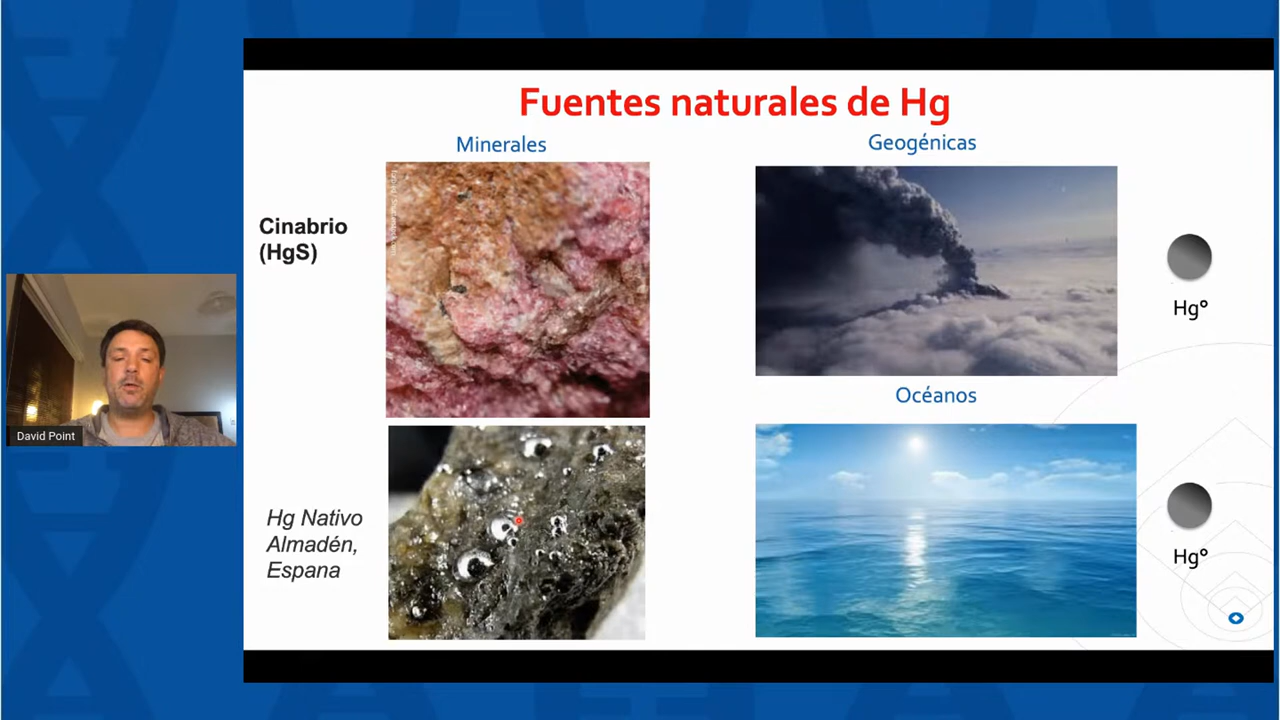 Fuentes naturales de Hg
Minerales
Geogénicas
Cinabrio
(HgS)
Hg°
Océanos
Hg Nativo
Almadén,
Espana
Hg°
David Point